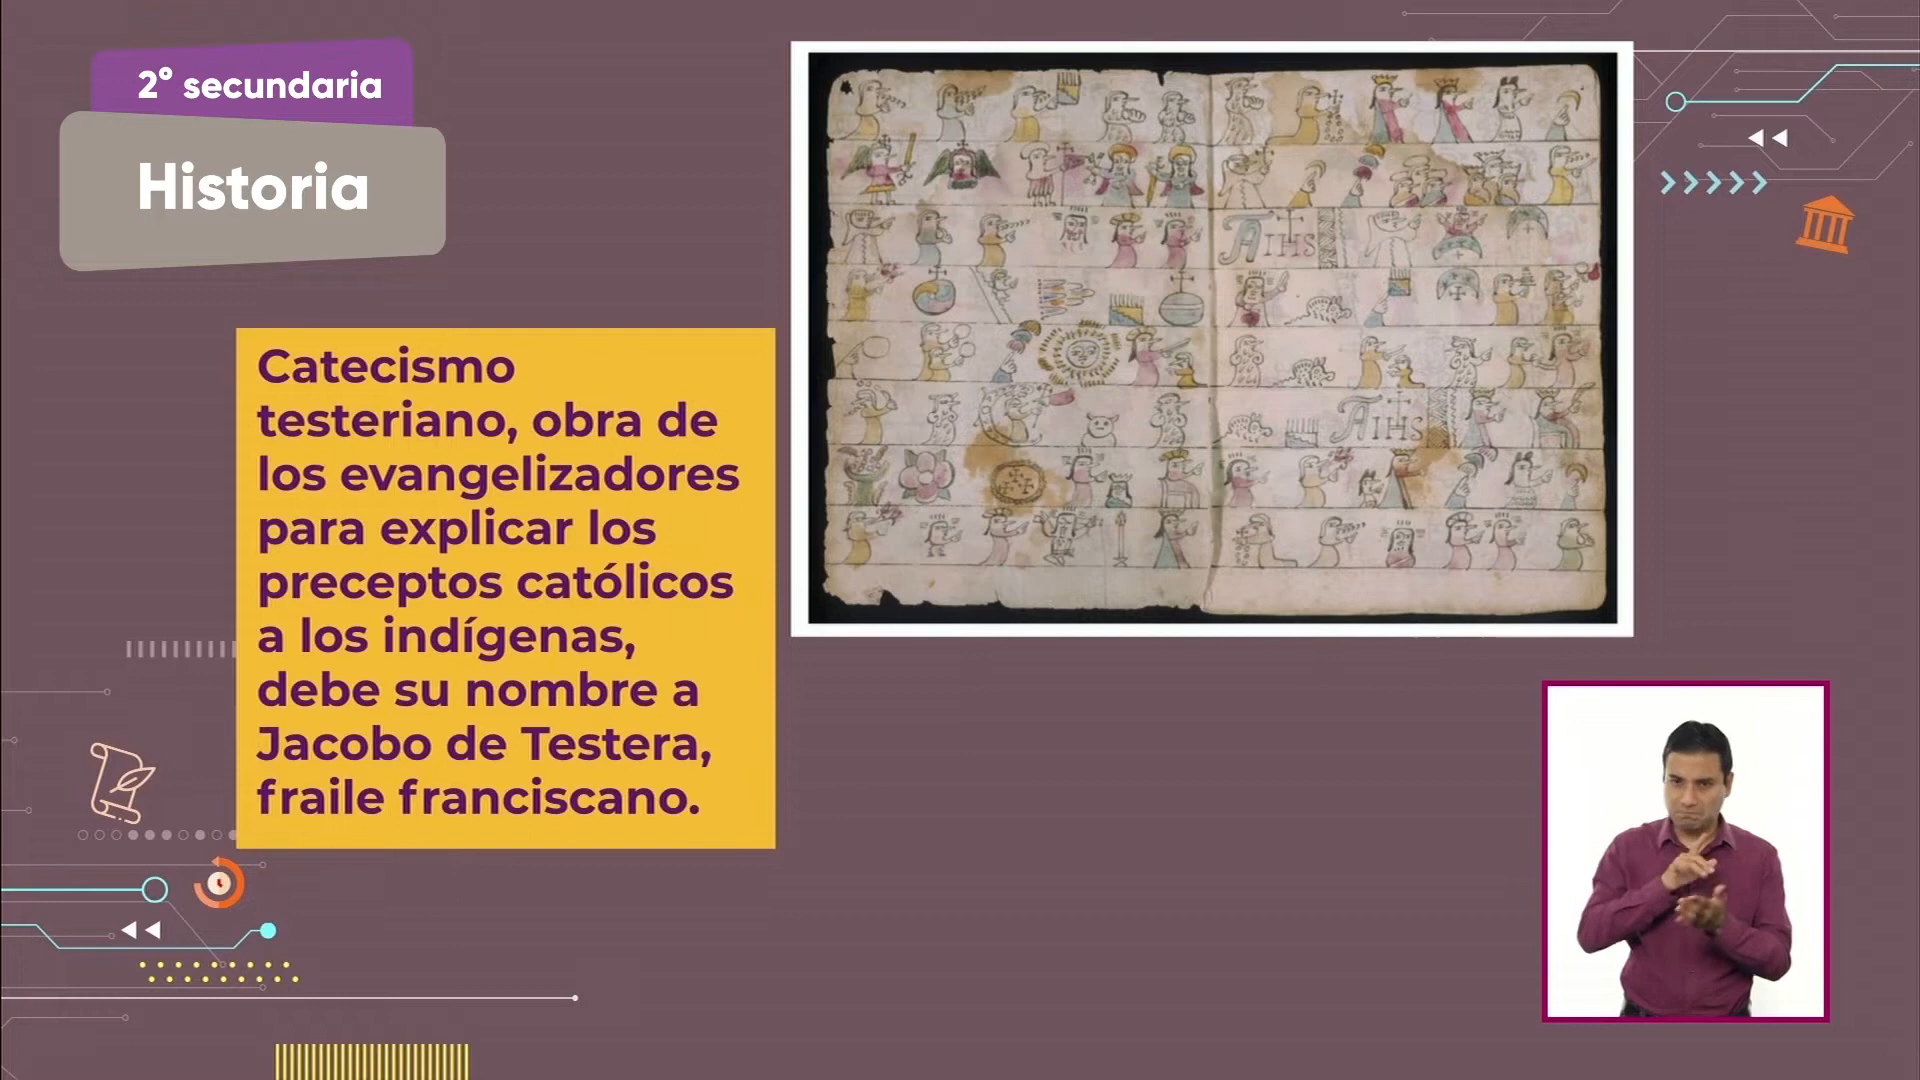 2° secundaria
Historia
Catecismo
testeriano, obra de
los evangelizadores
para explicar los
preceptos católicos
a los indígenas,
debe su nombre a
Jacobo de Testera,
fraile franciscano.
IHS
IHS